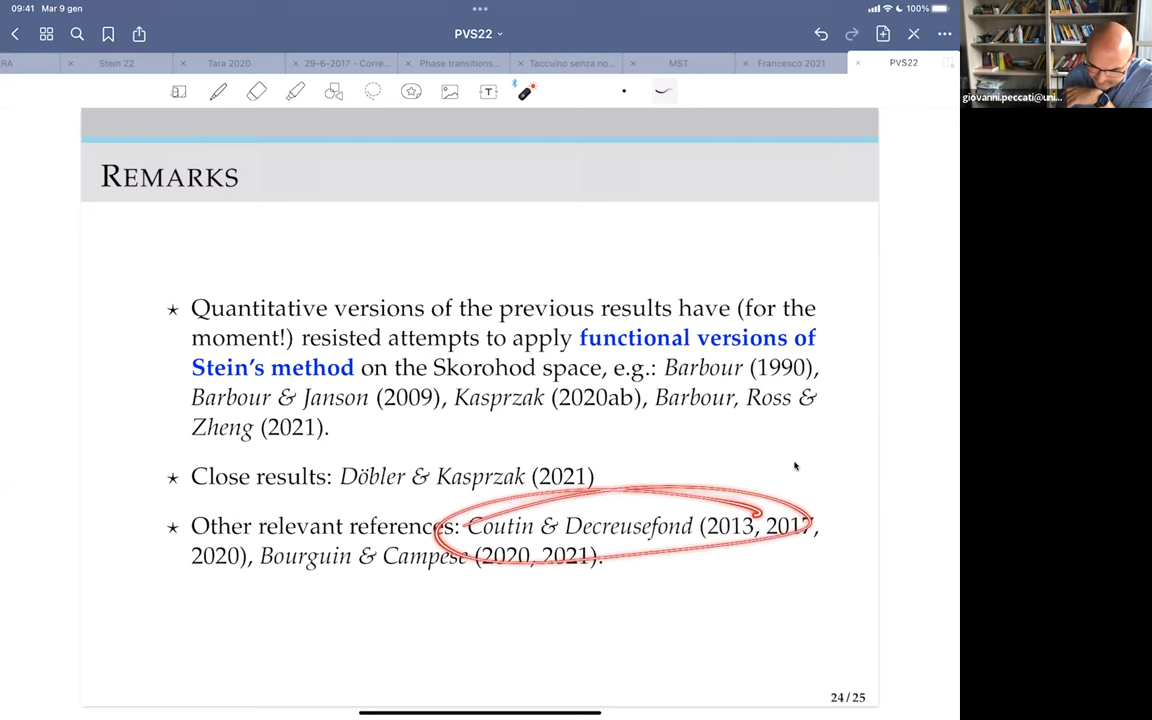 09:41 Mar 9 gen
100%
PVS22
RA
Stein 22
Tara 2020
29-6-2017 - Corre...
Phase transitions...
Taccuino senza no...
MST
Francesco 2021
PVS22
giovanni.peccati@uni...
REMARKS
⋆ Quantitative versions of the previous results have (for the
moment!) resisted attempts to apply functional versions of
Stein's method on the Skorohod space, e.g.: Barbour (1990),
Barbour & Janson (2009), Kasprzak (2020ab), Barbour, Ross &
Zheng (2021).
⋆ Close results: Döbler & Kasprzak (2021)
⋆ Other relevant references: Coutin & Decreusefond (2013, 2017,
2020), Bourguin & Campese (2020, 2021).
24/25